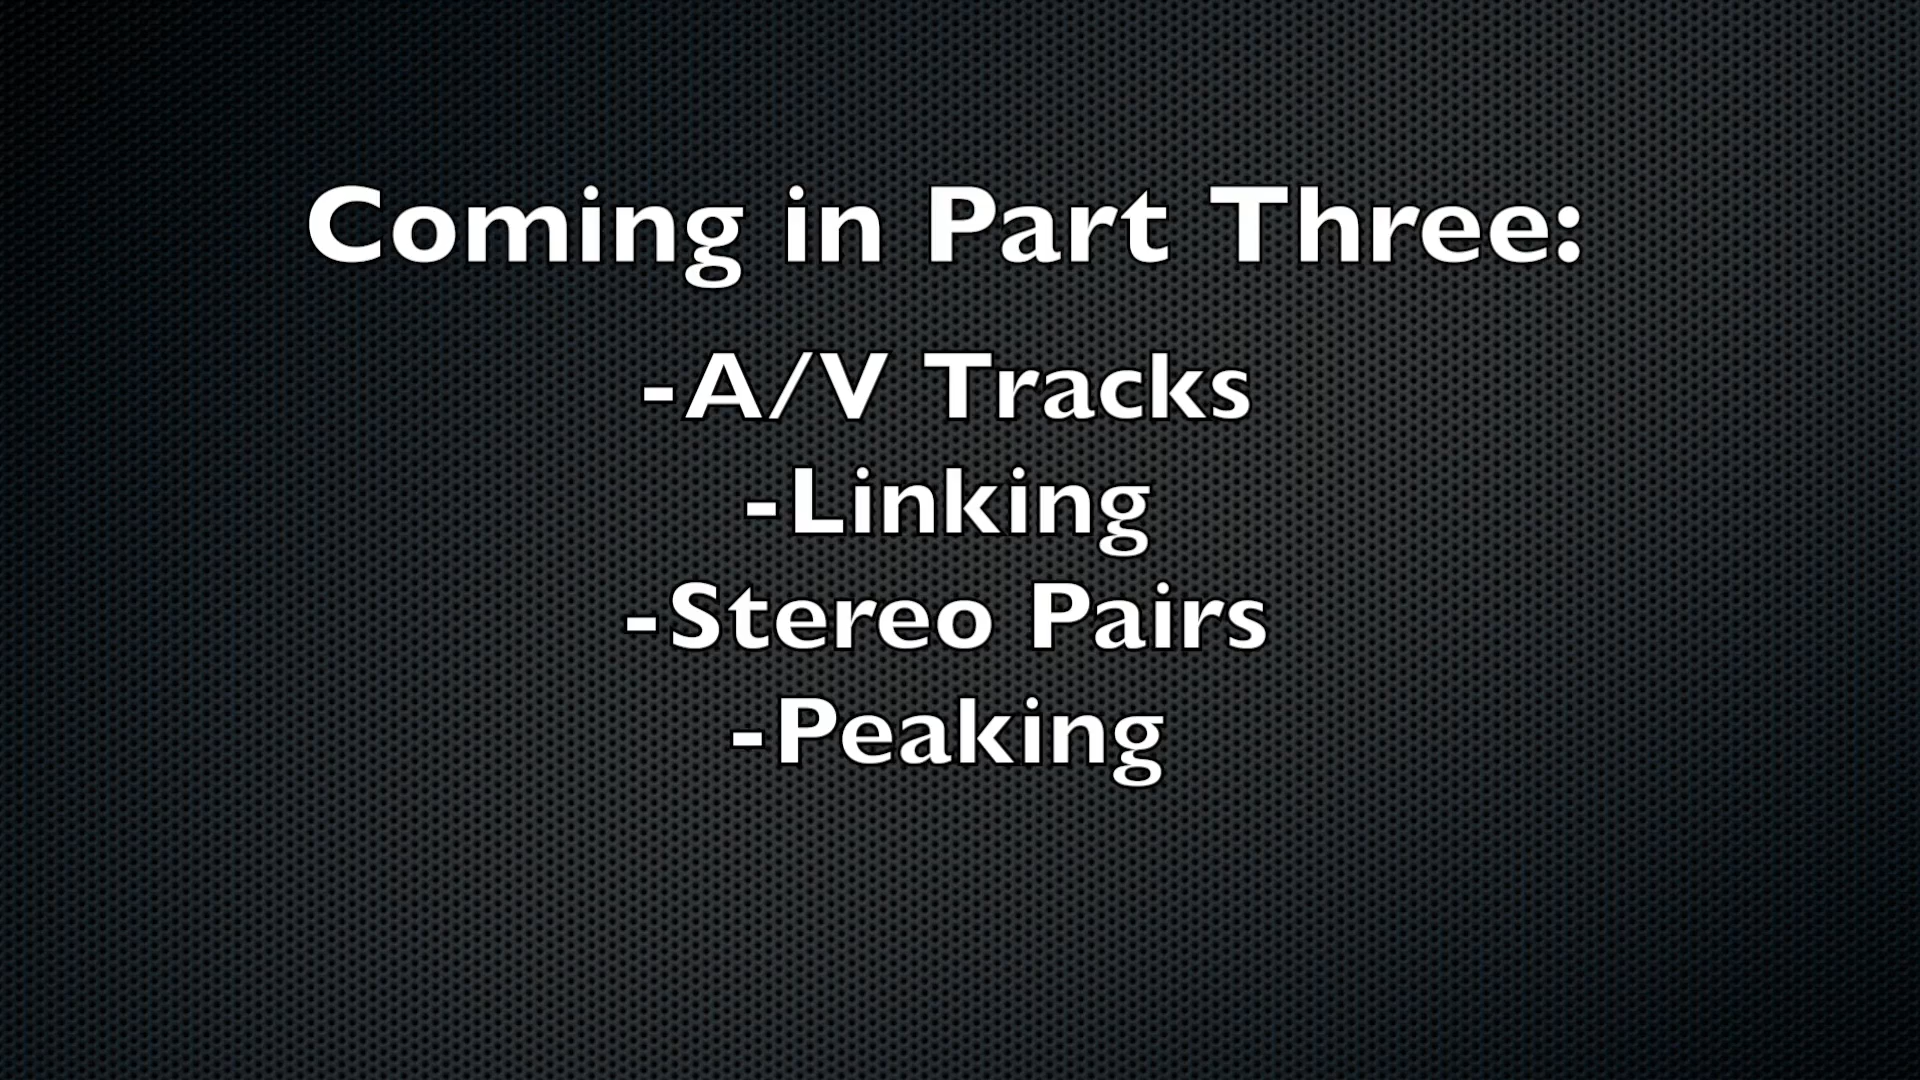 Coming in Part Three:
-A/V Tracks
-Linking
-Stereo Pairs
-Peaking